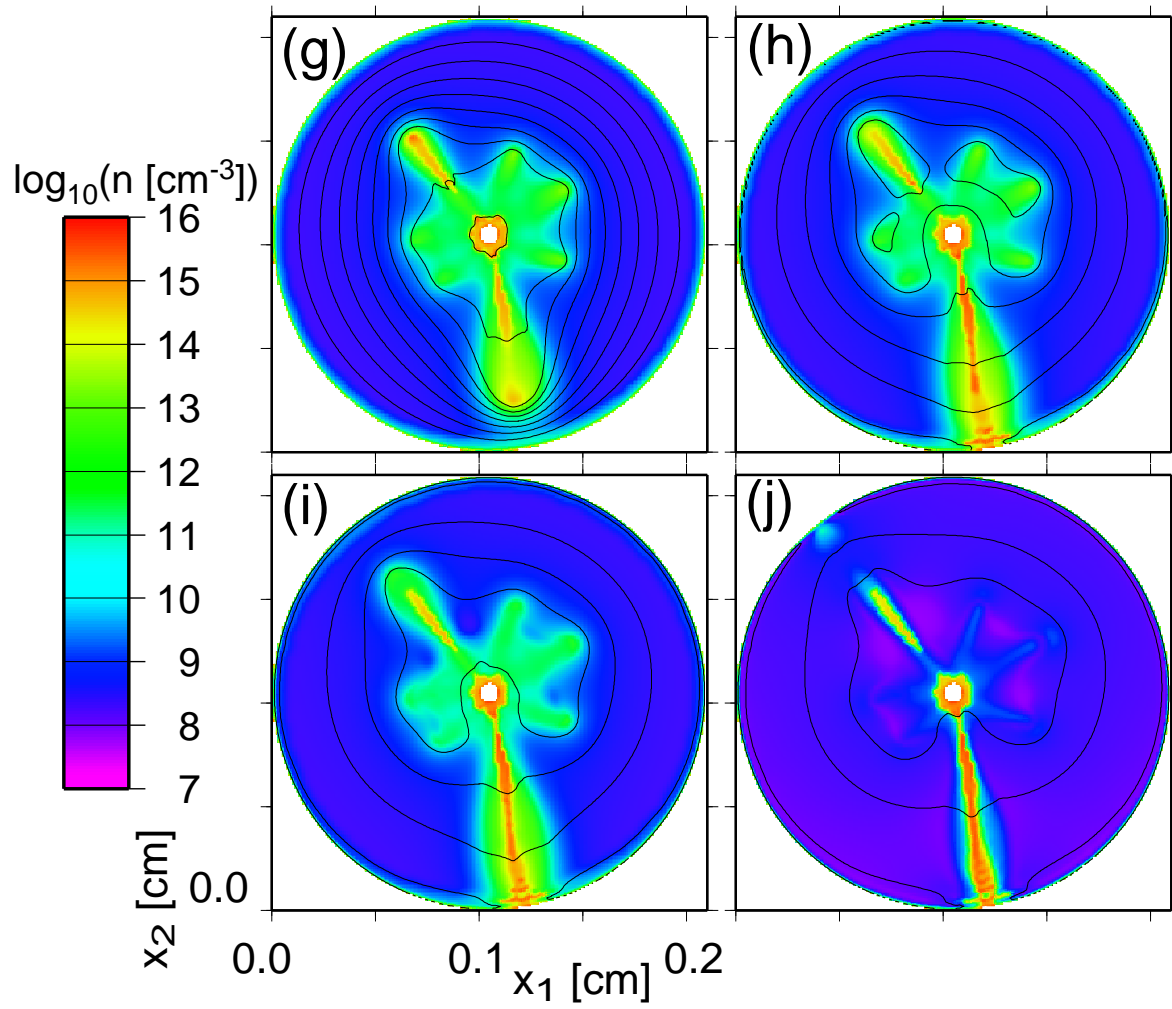 (g)
(h)
log₁₀(n [cm⁻³])
16
15
14
13
12
11
10
9
8
7
(i)
(j)
x₂ [cm]
0.0
0.0 0.1 0.2
x₁ [cm]